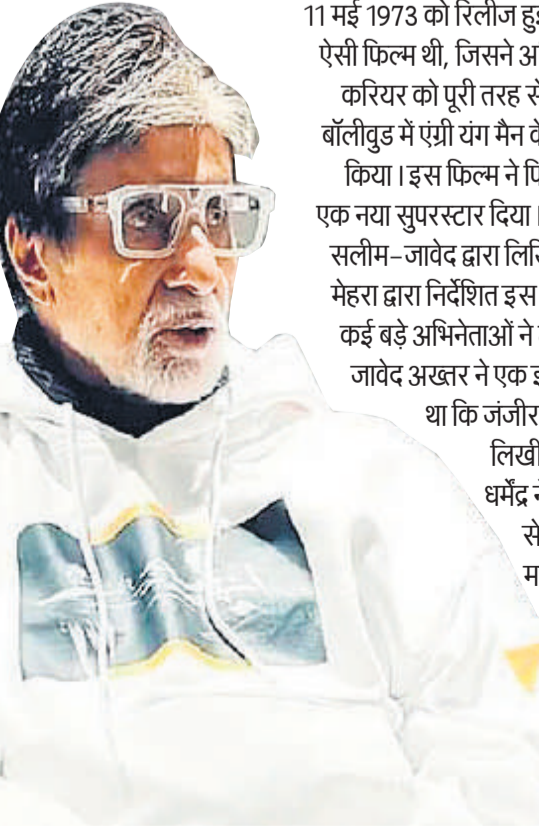 11 मई 1973 को रिलीज हुई
ऐसी फिल्म थी, जिसने अ
करियर को पूरी तरह से
बॉलीवुड में एंग्री यंग मैन के
किया। इस फिल्म ने फि
एक नया सुपरस्टार दिया।
सलीम-जावेद द्वारा लिखि
मेहरा द्वारा निर्देशित इस
कई बड़े अभिनेताओं ने
जावेद अख्तर ने एक इ
था कि जंजीर
लिखी
धर्मेंद्र ने
से
म